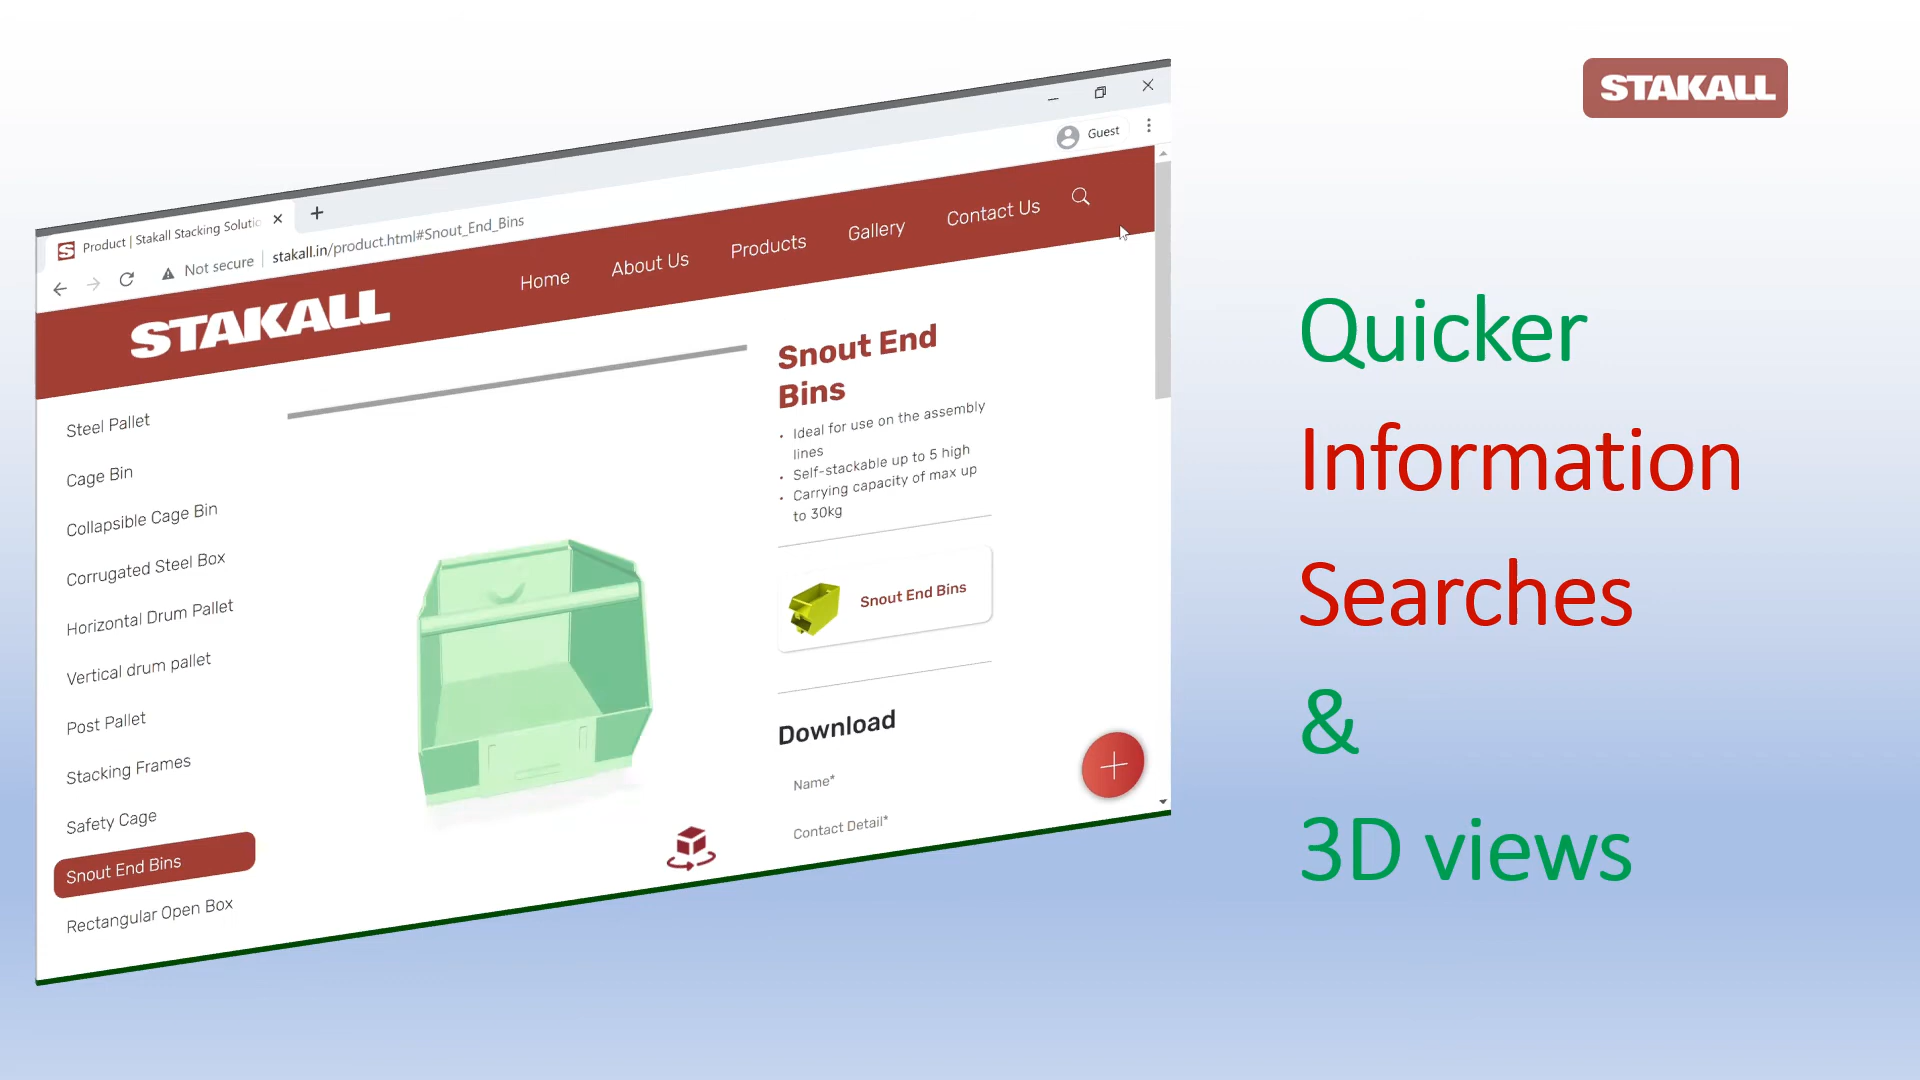 STAKALL
Guest
Product | Stakall Stacking Solutio
Not secure | stakall.in/product.html#Snout_End_Bins
STAKALL
Home
About Us
Products
Gallery
Contact Us
Steel Pallet
Cage Bin
Collapsible Cage Bin
Corrugated Steel Box
Horizontal Drum Pallet
Vertical drum pallet
Post Pallet
Stacking Frames
Safety Cage
Snout End Bins
Rectangular Open Box
Snout End
Bins
• Ideal for use on the assembly
lines
• Self-stackable up to 5 high
• Carrying capacity of max up
to 30kg
Snout End Bins
Download
Name*
Contact Detail*
Quicker
Information
Searches
&
3D views